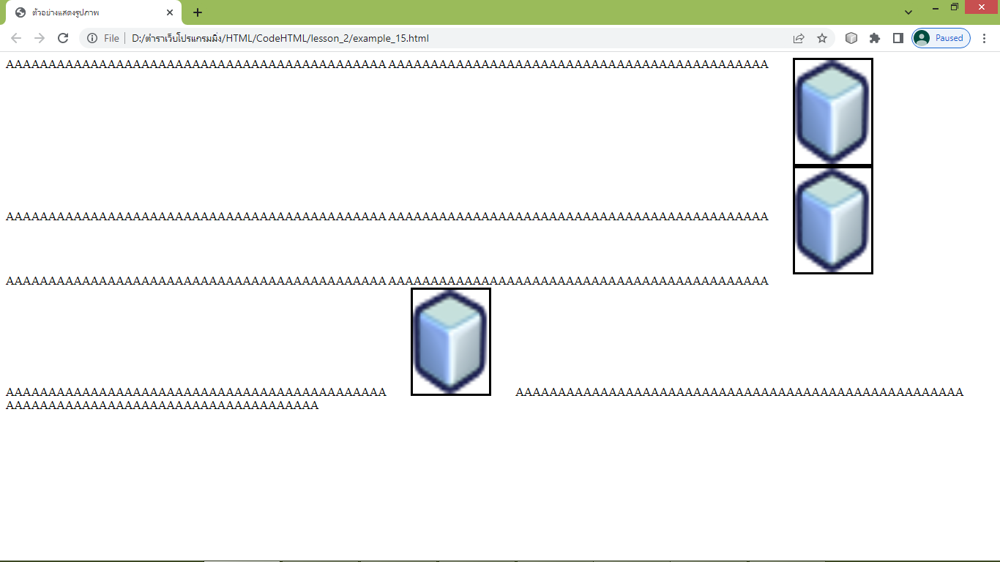 ตัวอย่างแสดงรูปภาพ
File D:/ตำราเว็บโปรแกรมมิ่ง/HTML/CodeHTML/lesson_2/example_15.html Paused
AAAAAAAAAAAAAAAAAAAAAAAAAAAAAAAAAAAAAAAAAAAAA AAAAAAAAAAAAAAAAAAAAAAAAAAAAAAAAAAAAAAAAAAAAA
AAAAAAAAAAAAAAAAAAAAAAAAAAAAAAAAAAAAAAAAAAAAA AAAAAAAAAAAAAAAAAAAAAAAAAAAAAAAAAAAAAAAAAAAAA
AAAAAAAAAAAAAAAAAAAAAAAAAAAAAAAAAAAAAAAAAAAAA AAAAAAAAAAAAAAAAAAAAAAAAAAAAAAAAAAAAAAAAAAAAA
AAAAAAAAAAAAAAAAAAAAAAAAAAAAAAAAAAAAAAAAAAAAA AAAAAAAAAAAAAAAAAAAAAAAAAAAAAAAAAAAAAAAAAAAAAAAAAAAAA
AAAAAAAAAAAAAAAAAAAAAAAAAAAAAAAAAAAAA